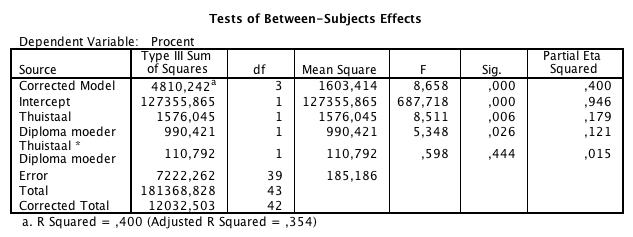 Tests of Between-Subjects Effects
Dependent Variable: Procent
Source Type III Sum of Squares df Mean Square F Sig. Partial Eta Squared
Corrected Model 4810,242a 3 1603,414 8,658 ,000 ,400
Intercept 127355,865 1 127355,865 687,718 ,000 ,946
Thuistaal 1576,045 1 1576,045 8,511 ,006 ,179
Diploma moeder 990,421 1 990,421 5,348 ,026 ,121
Thuistaal * Diploma moeder 110,792 1 110,792 ,598 ,444 ,015
Error 7222,262 39 185,186
Total 181368,828 43
Corrected Total 12032,503 42
a. R Squared = ,400 (Adjusted R Squared = ,354)